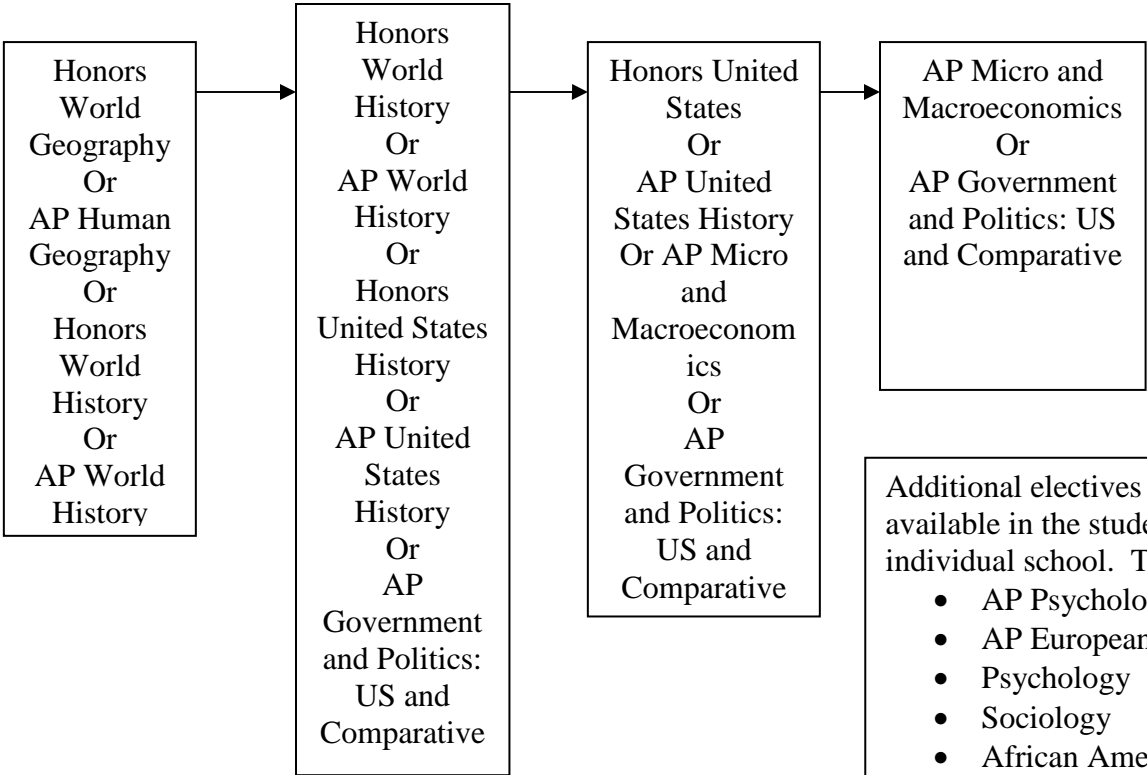 Honors
World
Geography
Or
AP Human
Geography
Or
Honors
World
History
Or
AP World
History
Honors
World
History
Or
AP World
History
Or
Honors
United States
History
Or
AP United
States
History
Or
AP
Government
and Politics:
US and
Comparative
Honors United
States
Or
AP United
States History
Or AP Micro
and
Macroeconom
ics
Or
AP
Government
and Politics:
US and
Comparative
AP Micro and
Macroeconomics
Or
AP Government
and Politics: US
and Comparative
Additional electives
available in the stude
individual school. T
• AP Psycholo
• AP European
• Psychology
• Sociology
• African Ame